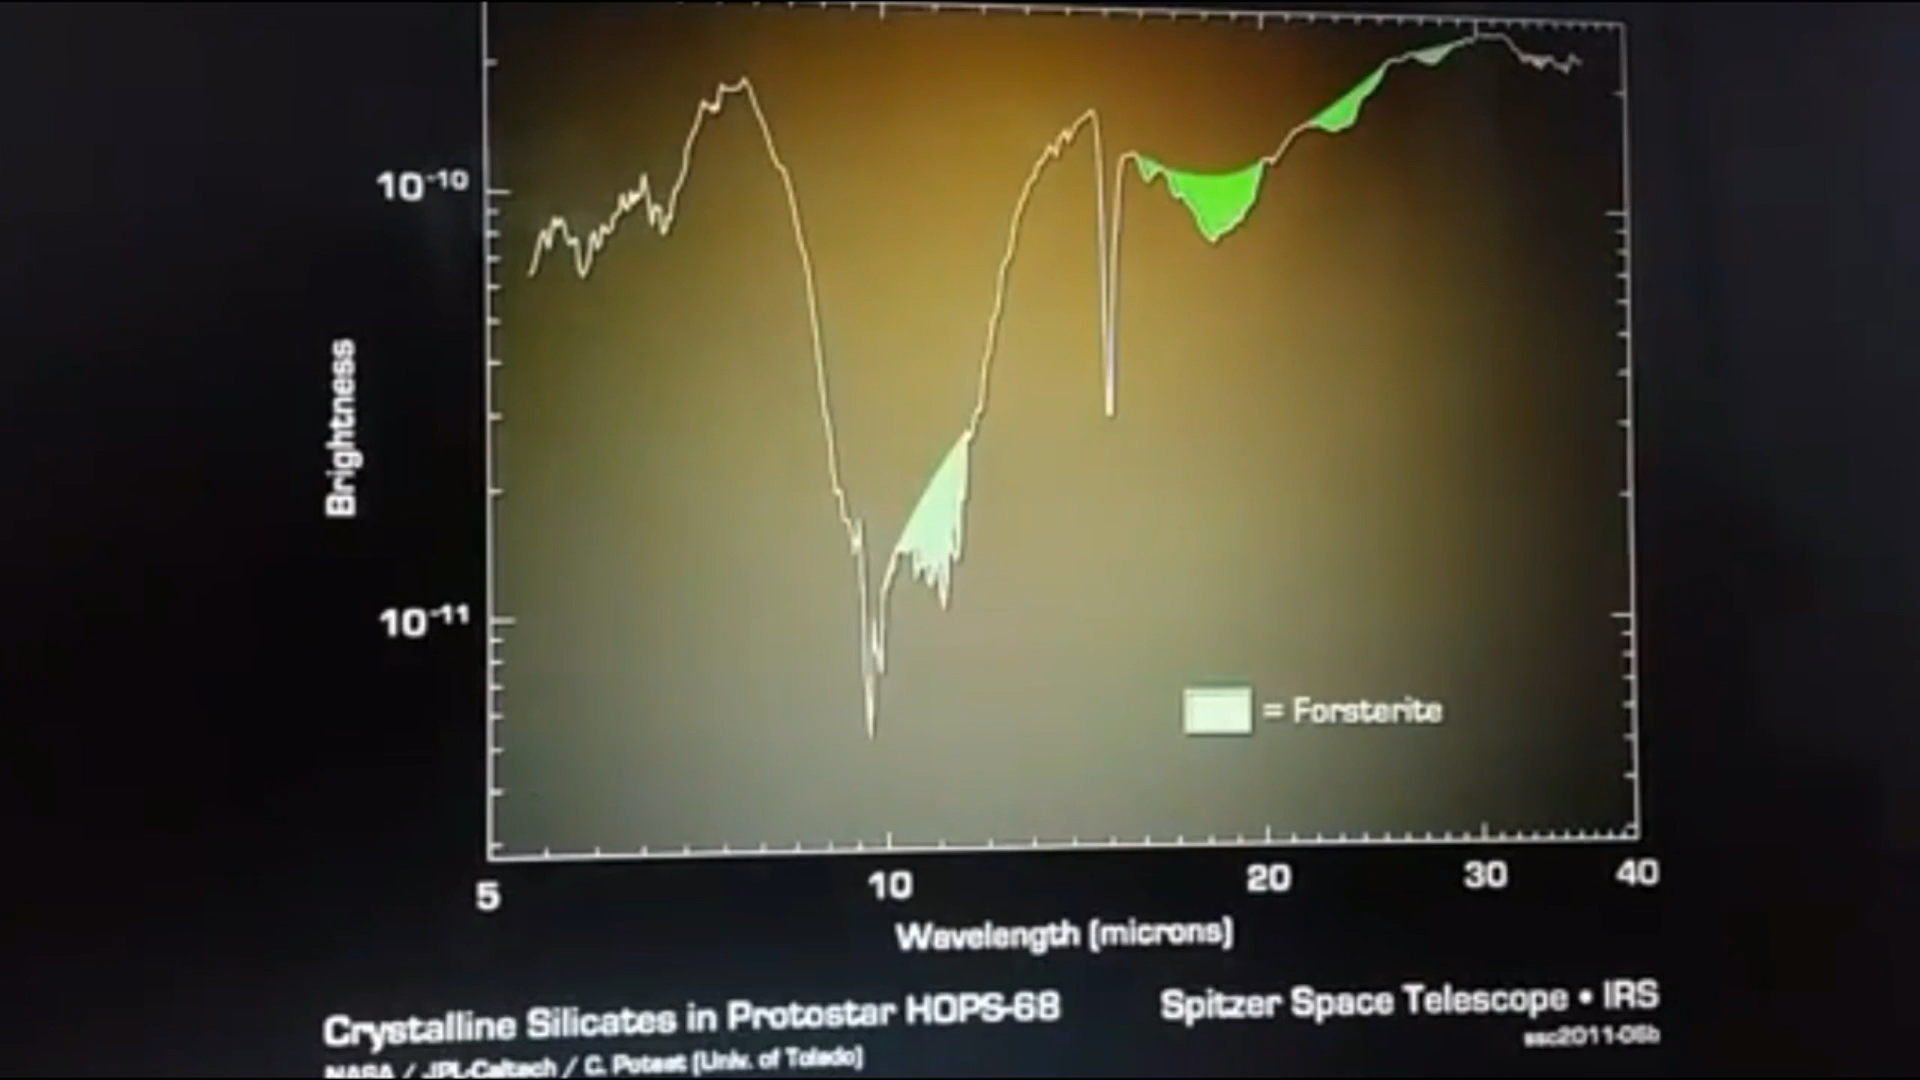 10-10
Brightness
10-11
= Forsterite
5 10 20 30 40
Wavelength (microns)
Crystalline Silicates in Protostar HOPS-68
Spitzer Space Telescope • IRS
ssc2011-06b
NASA / JPL-Caltech / C. Poteet (Univ. of Toledo)